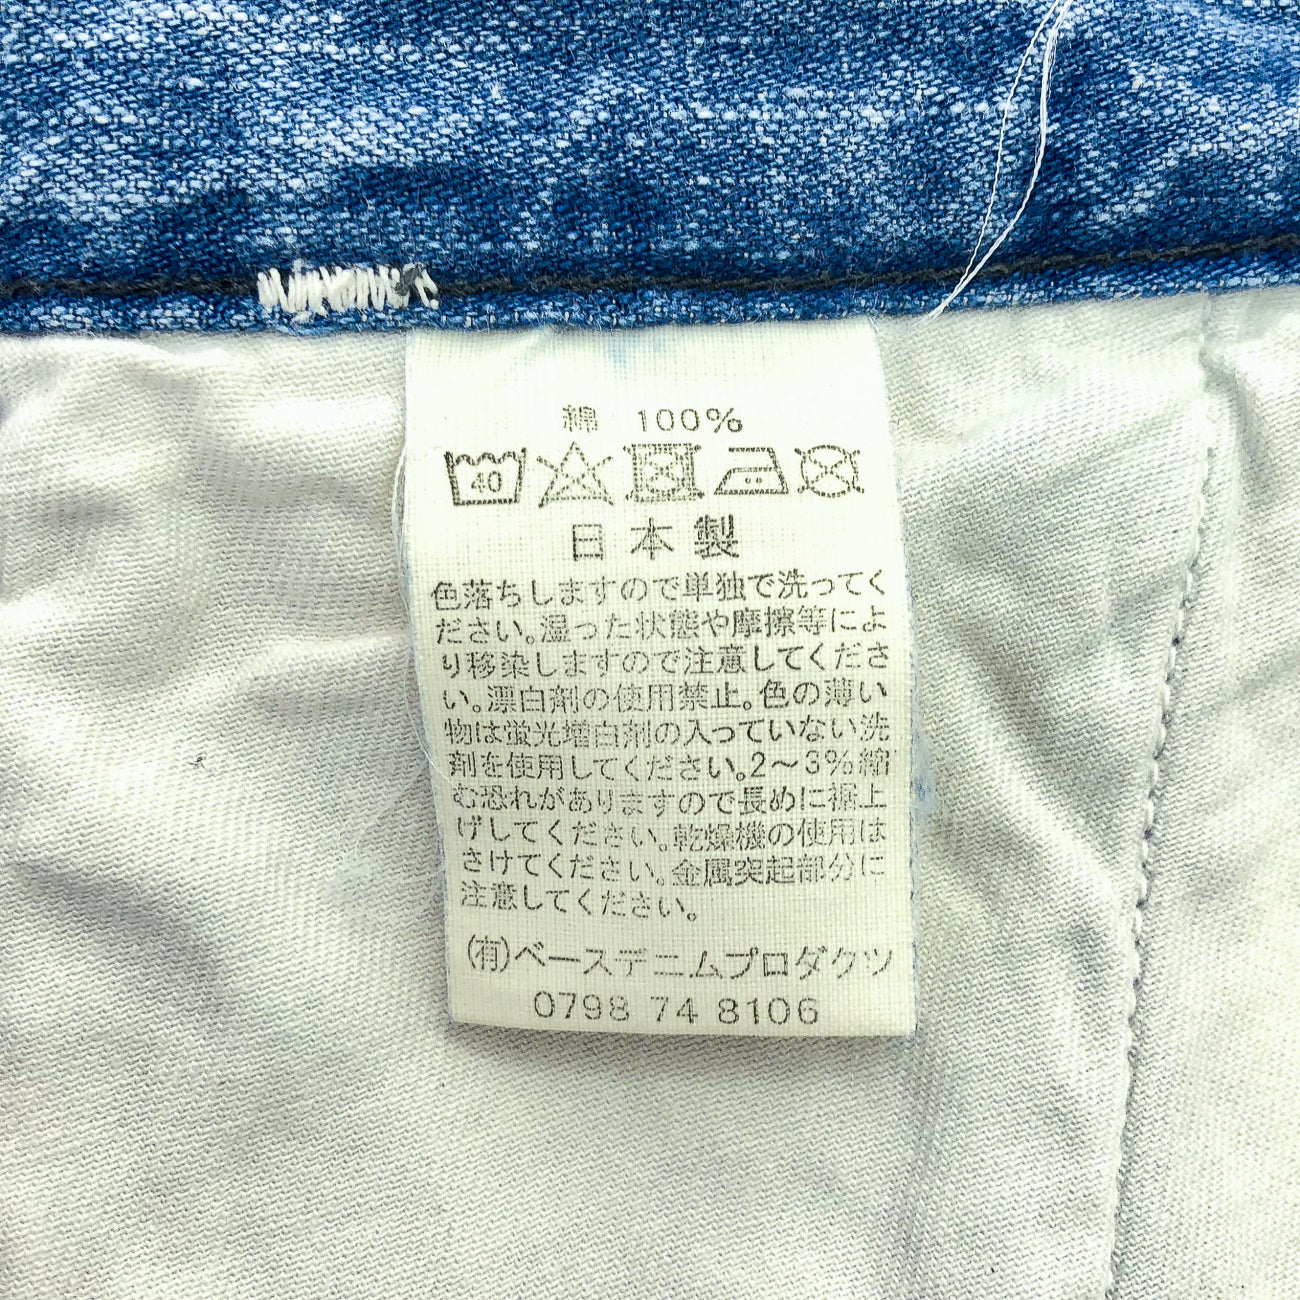 綿 100%
40
日本製
色落ちしますので単独で洗ってく
ださい。湿った状態や摩擦等によ
り移染しますので注意してくださ
い。漂白剤の使用禁止。色の薄い
物は蛍光増白剤の入っていない洗
剤を使用してください。2〜3%縮
む恐れがありますので長めに裾上
げしてください。乾燥機の使用は
さけてください。金属突起部分に
注意してください。
(有)ベースデニムプロダクツ
0798 74 8106